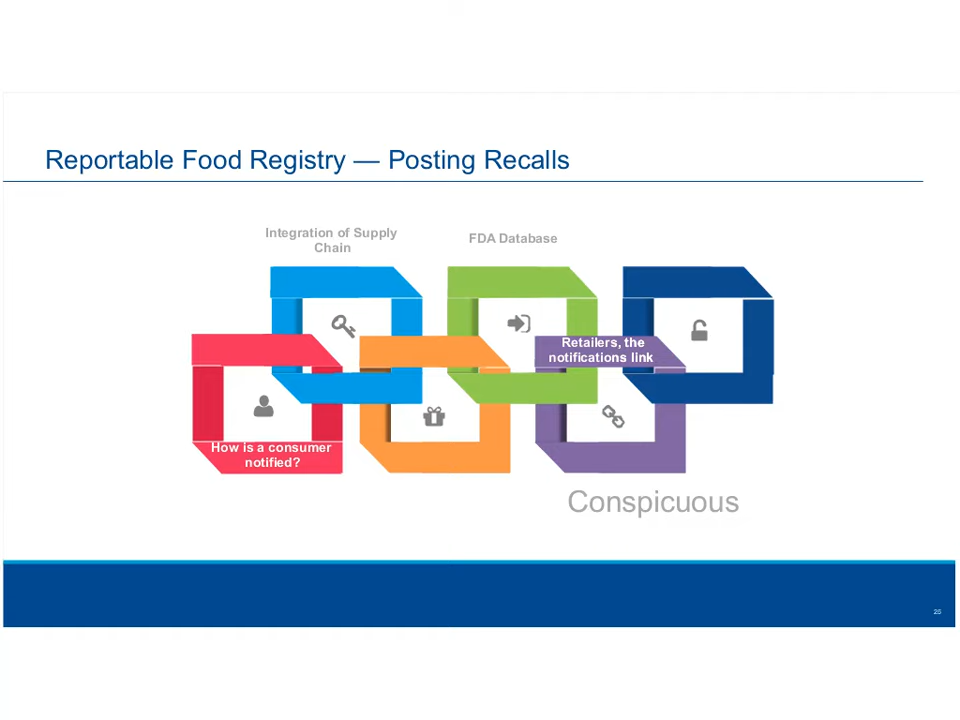 Reportable Food Registry — Posting Recalls
Integration of Supply
Chain
FDA Database
Retailers, the
notifications link
How is a consumer
notified?
Conspicuous
25